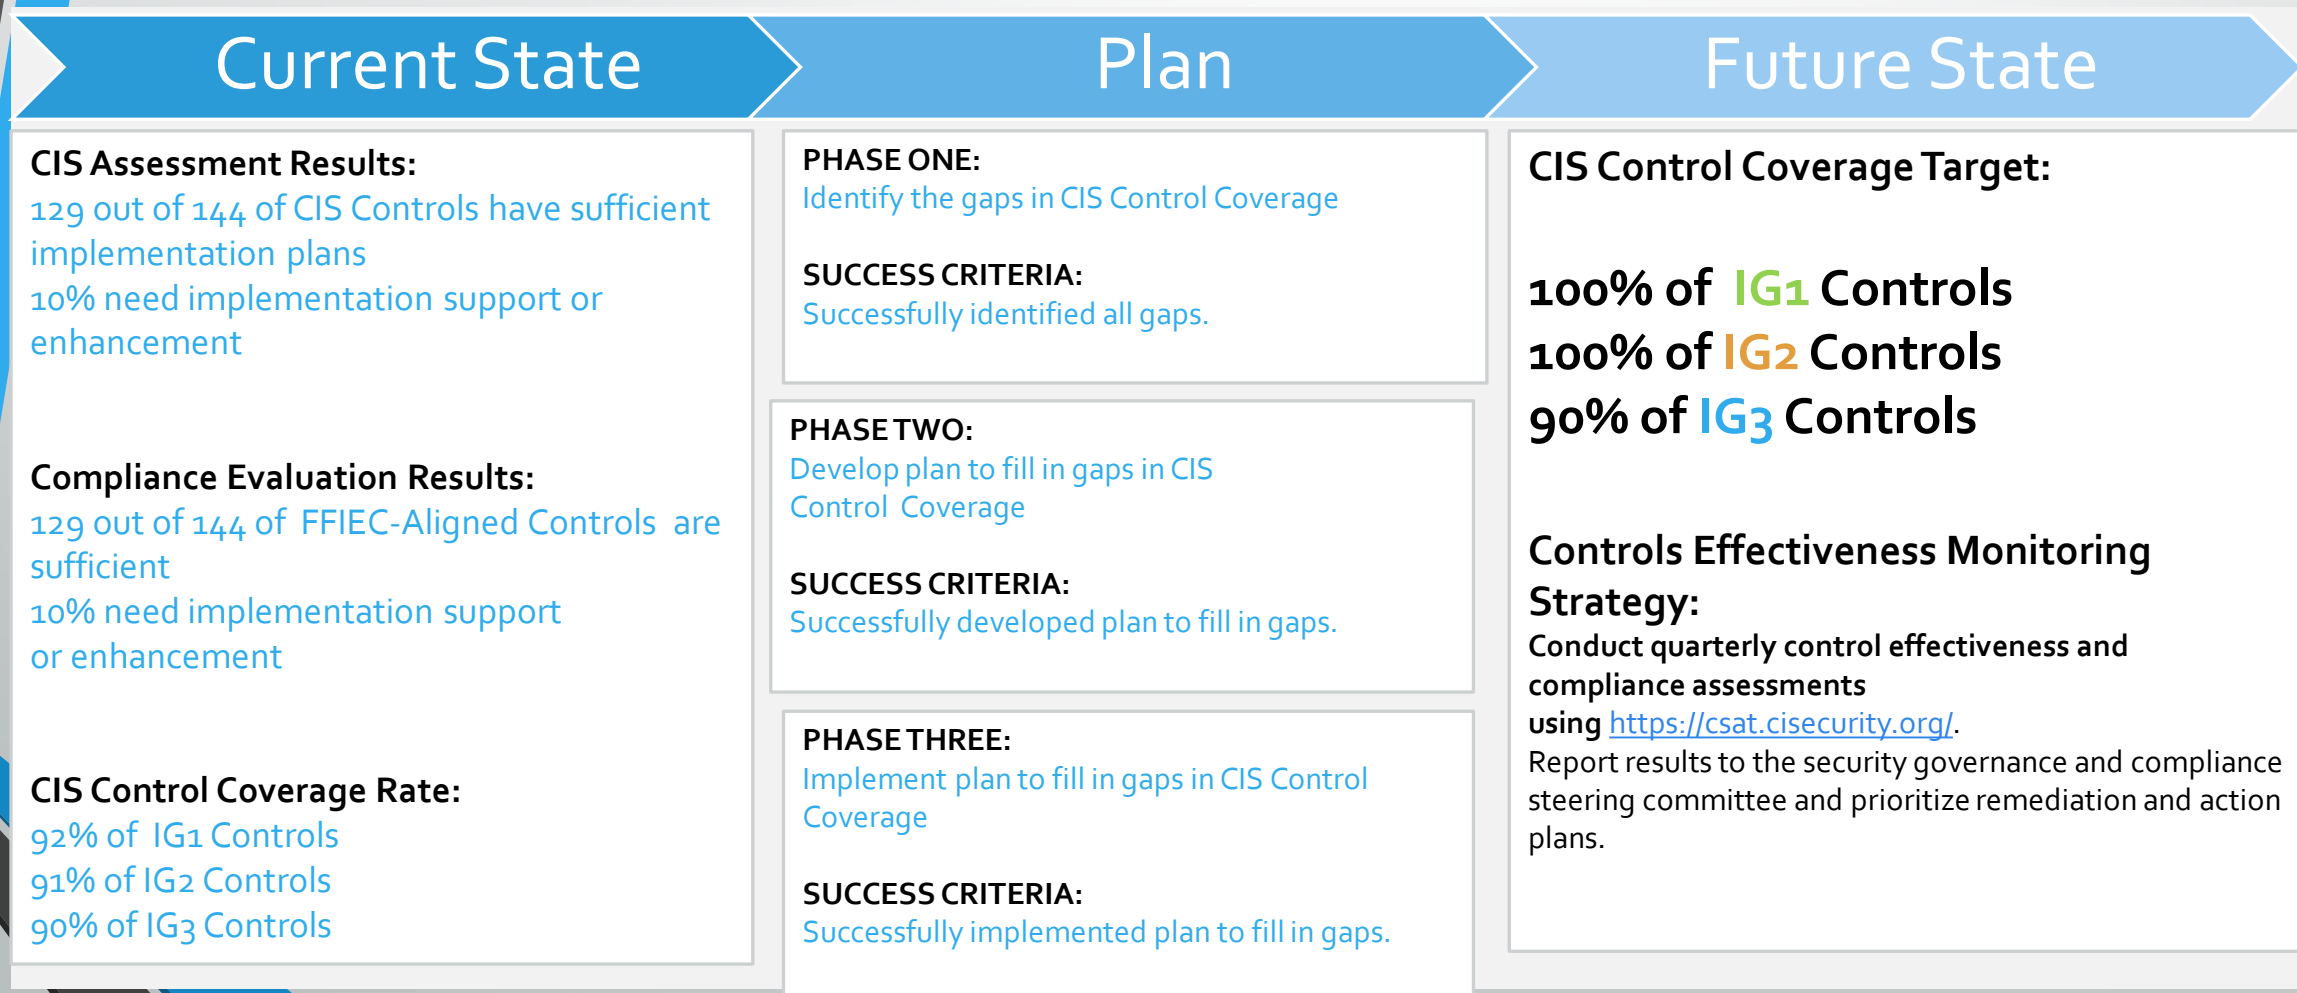 Current State
Plan
Future State
CIS Assessment Results:
129 out of 144 of CIS Controls have sufficient
implementation plans
10% need implementation support or
enhancement
Compliance Evaluation Results:
129 out of 144 of FFIEC-Aligned Controls are
sufficient
10% need implementation support
or enhancement
CIS Control Coverage Rate:
92% of IG1 Controls
91% of IG2 Controls
90% of IG3 Controls
PHASE ONE:
Identify the gaps in CIS Control Coverage
SUCCESS CRITERIA:
Successfully identified all gaps.
PHASE TWO:
Develop plan to fill in gaps in CIS
Control Coverage
SUCCESS CRITERIA:
Successfully developed plan to fill in gaps.
PHASE THREE:
Implement plan to fill in gaps in CIS Control
Coverage
SUCCESS CRITERIA:
Successfully implemented plan to fill in gaps.
CIS Control Coverage Target:
100% of IG1 Controls
100% of IG2 Controls
90% of IG3 Controls
Controls Effectiveness Monitoring
Strategy:
Conduct quarterly control effectiveness and
compliance assessments
using https://csat.cisecurity.org/.
Report results to the security governance and compliance
steering committee and prioritize remediation and action
plans.